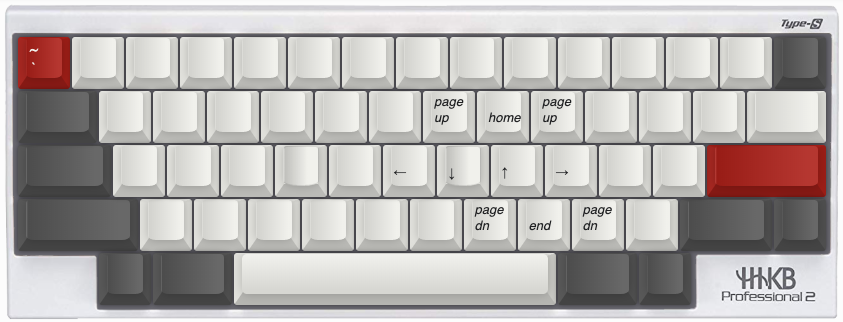 Type-S
~
`
page
up
home
page
up
←
↓
↑
→
page
dn
end
page
dn
HHKB
Professional 2